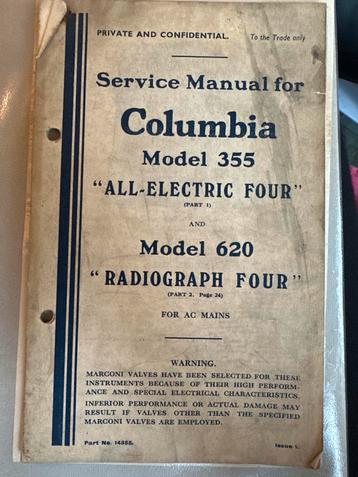 PRIVATE AND CONFIDENTIAL. To the Trade only
Service Manual for
Columbia
Model 355
"ALL-ELECTRIC FOUR"
(PART 1)
AND
Model 620
"RADIOGRAPH FOUR"
(PART 2. Page 24)
FOR AC MAINS
WARNING.
MARCONI VALVES HAVE BEEN SELECTED FOR THESE
INSTRUMENTS BECAUSE OF THEIR HIGH PERFORM-
ANCE AND SPECIAL ELECTRICAL CHARACTERISTICS.
INFERIOR PERFORMANCE OR ACTUAL DAMAGE MAY
RESULT IF VALVES OTHER THAN THE SPECIFIED
MARCONI VALVES ARE EMPLOYED.
Part No. 14355. Issue 1.